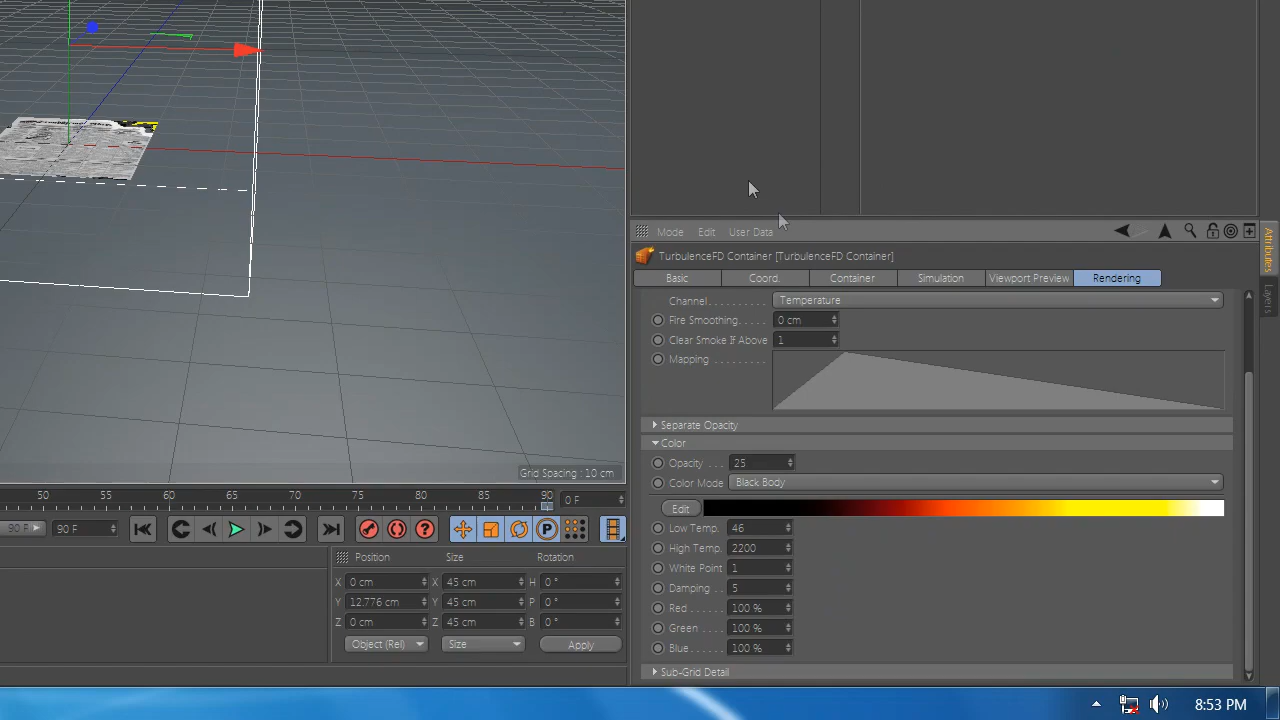 Mode Edit User Data
TurbulenceFD Container [TurbulenceFD Container]
Basic Coord. Container Simulation Viewport Preview Rendering
Attributes
Layers
Channel . . . . . . . . . . Temperature
Fire Smoothing. . . . . 0 cm
Clear Smoke If Above 1
Mapping . . . . . . . . .
Separate Opacity
Color
Opacity . . . 25
Color Mode Black Body
Edit
Low Temp. 46
High Temp. 2200
White Point 1
Damping . . 5
Red . . . . . . 100 %
Green . . . . 100 %
Blue. . . . . . 100 %
Sub-Grid Detail
Grid Spacing : 10 cm
50 55 60 65 70 75 80 85 90 0 F
90 F 90 F
Position Size Rotation
X 0 cm X 45 cm H 0 °
Y 12.776 cm Y 45 cm P 0 °
Z 0 cm Z 45 cm B 0 °
Object (Rel) Size Apply
8:53 PM